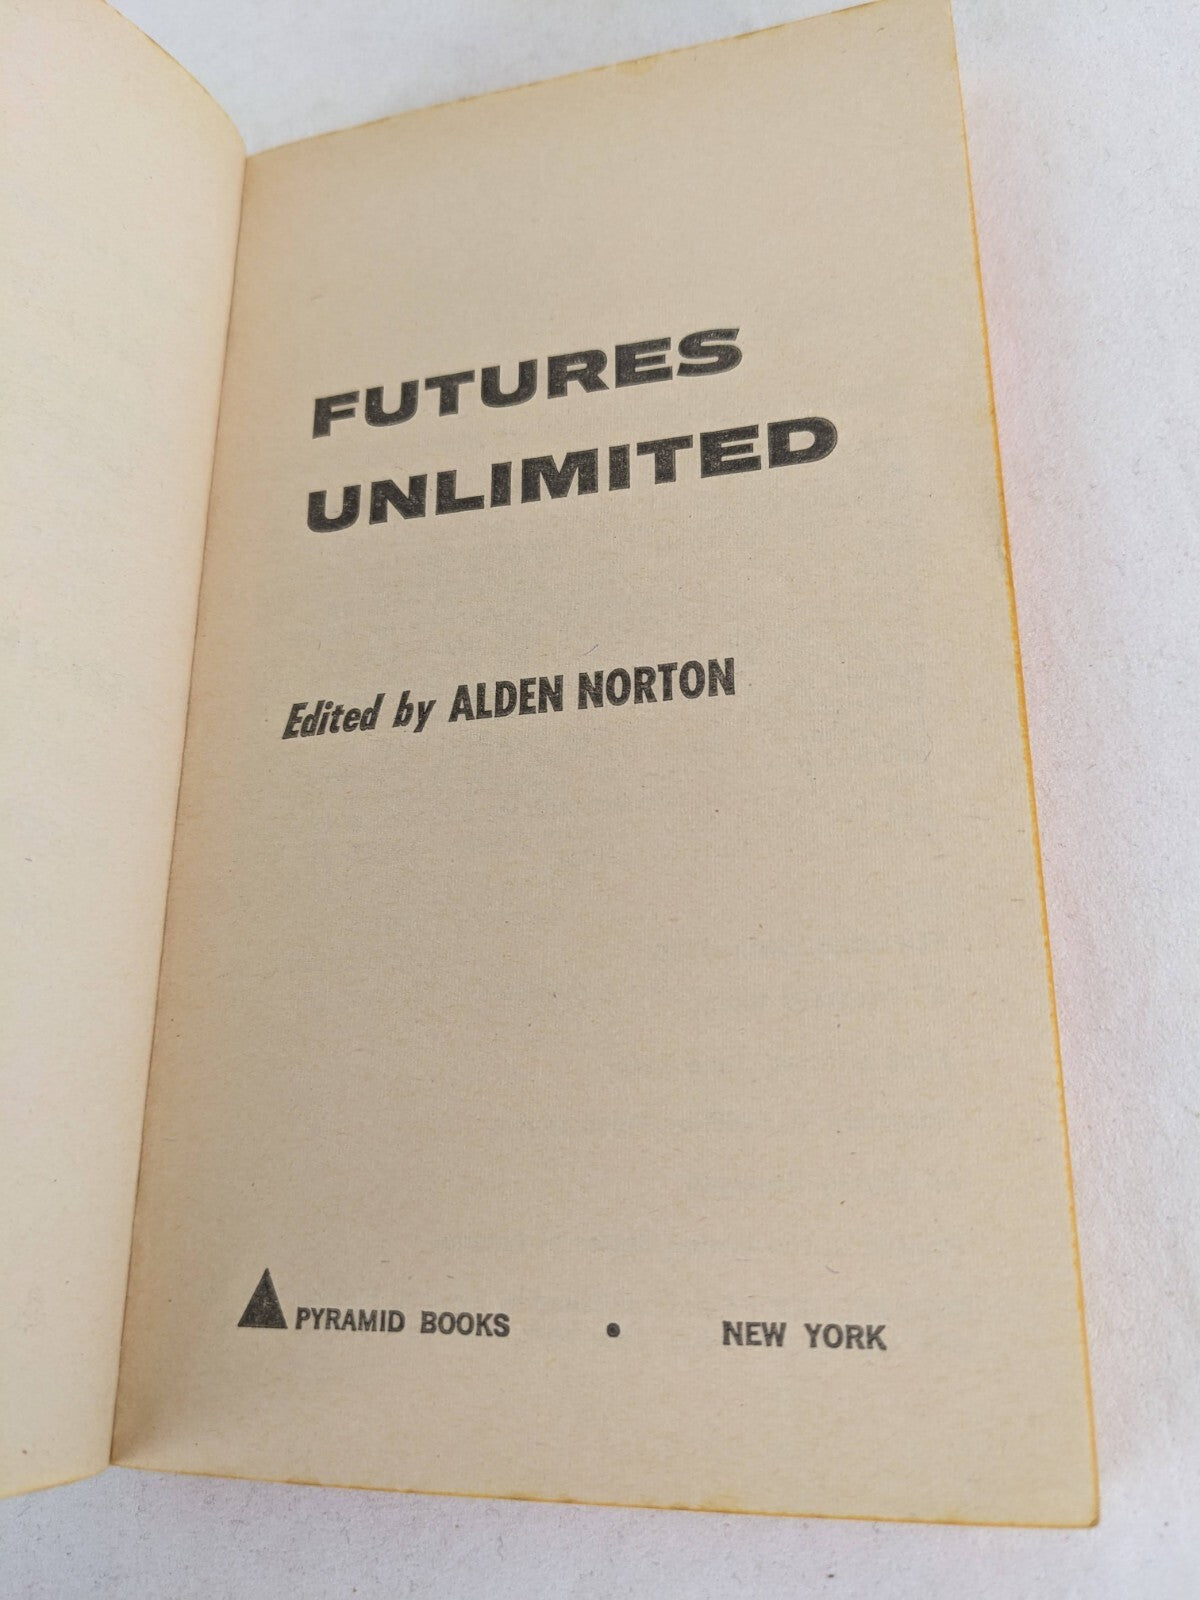 FUTURES
UNLIMITED
Edited by ALDEN NORTON
PYRAMID BOOKS • NEW YORK